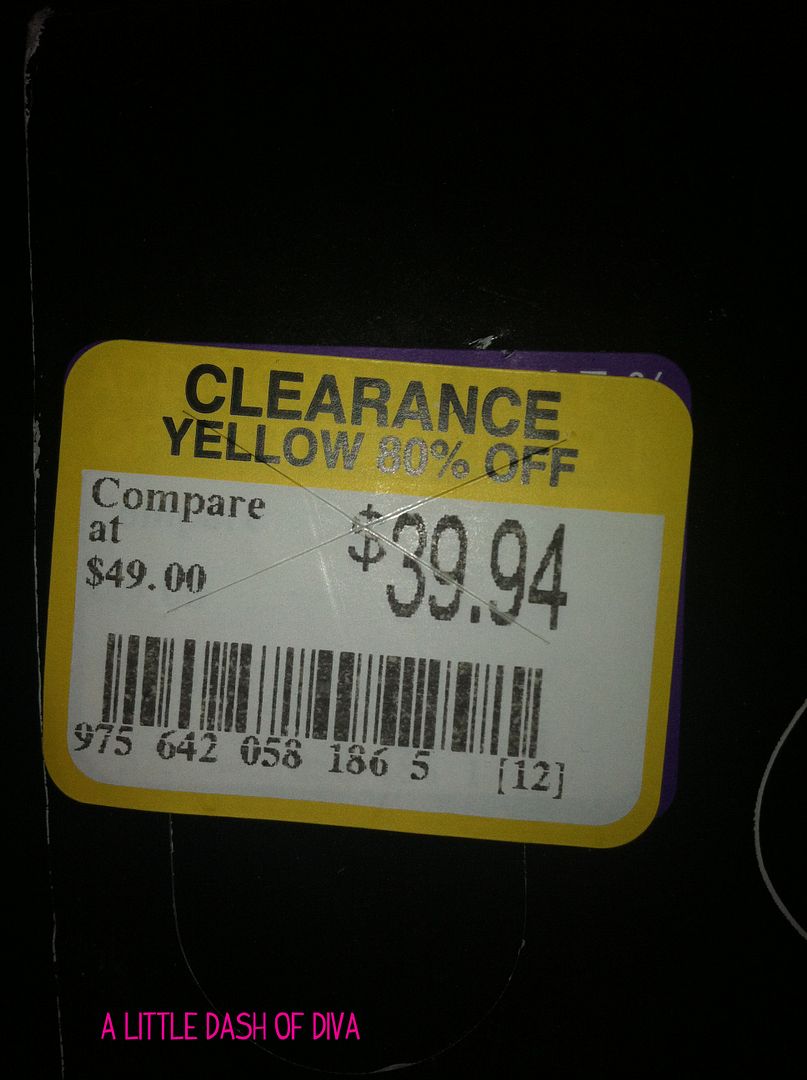 CLEARANCE
YELLOW 80% OFF
Compare
at
$49.00
$39.94
975 642 058 186 5 [12]
A LITTLE DASH OF DIVA